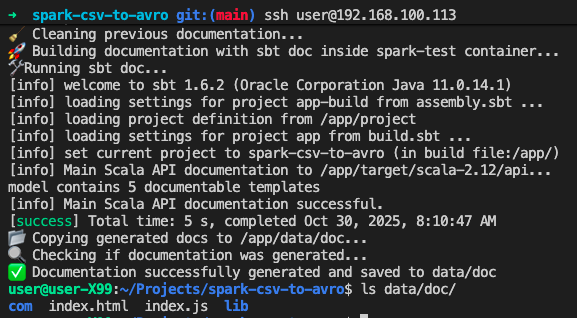 ➜  spark-csv-to-avro git:(main) ssh user@192.168.100.113
🧹 Cleaning previous documentation...
🚀 Building documentation with sbt doc inside spark-test container...
🛠Running sbt doc...
[info] welcome to sbt 1.6.2 (Oracle Corporation Java 11.0.14.1)
[info] loading settings for project app-build from assembly.sbt ...
[info] loading project definition from /app/project
[info] loading settings for project app from build.sbt ...
[info] set current project to spark-csv-to-avro (in build file:/app/)
[info] Main Scala API documentation to /app/target/scala-2.12/api...
model contains 5 documentable templates
[info] Main Scala API documentation successful.
[success] Total time: 5 s, completed Oct 30, 2025, 8:10:47 AM
📂 Copying generated docs to /app/data/doc...
🔍 Checking if documentation was generated...
✅ Documentation successfully generated and saved to data/doc
user@user-X99:~/Projects/spark-csv-to-avro$ ls data/doc/
com  index.html  index.js  lib